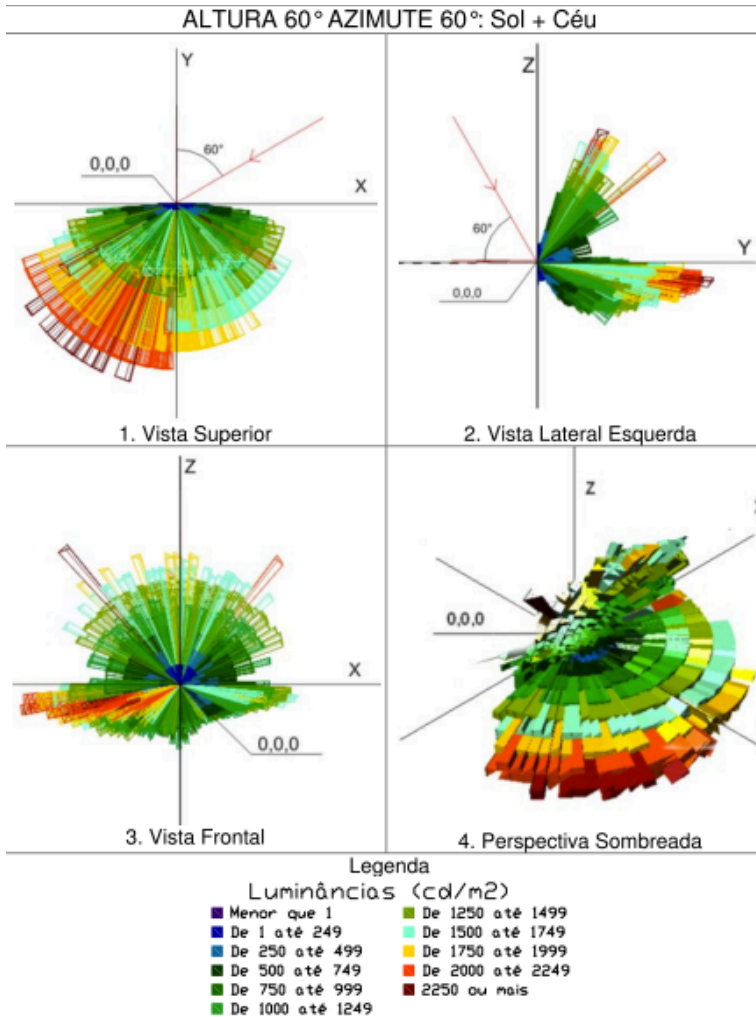 ALTURA 60° AZIMUTE 60°: Sol + Céu
Y
60°
0,0,0
X
1. Vista Superior
Z
60°
Y
0,0,0
2. Vista Lateral Esquerda
Z
X
0,0,0
3. Vista Frontal
Z
0,0,0
4. Perspectiva Sombreada
Legenda
Luminâncias (cd/m2)
Menor que 1
De 1 até 249
De 250 até 499
De 500 até 749
De 750 até 999
De 1000 até 1249
De 1250 até 1499
De 1500 até 1749
De 1750 até 1999
De 2000 até 2249
2250 ou mais